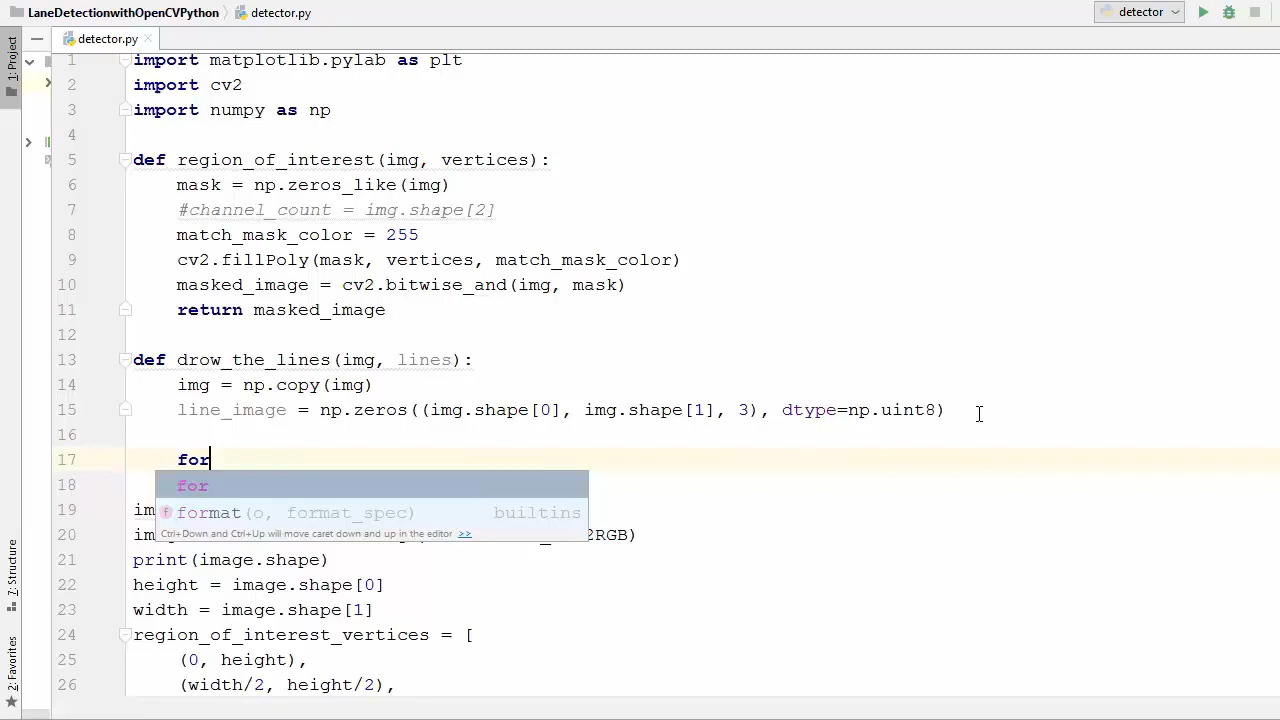 LaneDetectionwithOpenCVPython detector.py detector
detector.py
1: Project
7: Structure
2: Favorites
1 import matplotlib.pylab as plt
2 import cv2
3 import numpy as np
4
5 def region_of_interest(img, vertices):
6 mask = np.zeros_like(img)
7 #channel_count = img.shape[2]
8 match_mask_color = 255
9 cv2.fillPoly(mask, vertices, match_mask_color)
10 masked_image = cv2.bitwise_and(img, mask)
11 return masked_image
12
13 def drow_the_lines(img, lines):
14 img = np.copy(img)
15 line_image = np.zeros((img.shape[0], img.shape[1], 3), dtype=np.uint8)
16
17 for
for
18
format(o, format_spec) builtins
19 im
Ctrl+Down and Ctrl+Up will move caret down and up in the editor >>
20 im 2RGB)
21 print(image.shape)
22 height = image.shape[0]
23 width = image.shape[1]
24 region_of_interest_vertices = [
25 (0, height),
26 (width/2, height/2),